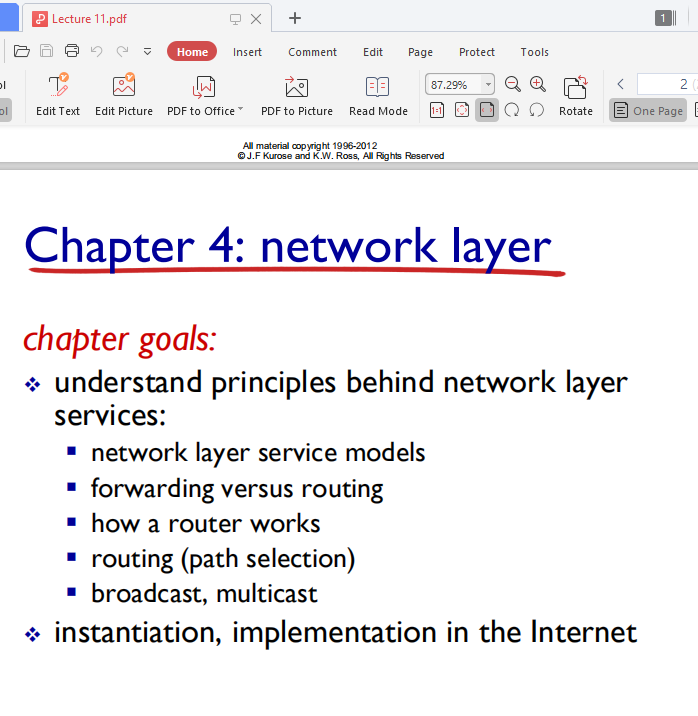 Lecture 11.pdf
1
Home Insert Comment Edit Page Protect Tools
87.29%
2
Edit Text Edit Picture PDF to Office PDF to Picture Read Mode
1:1
Rotate
One Page
All material copyright 1996-2012
© J.F Kurose and K.W. Ross, All Rights Reserved
Chapter 4: network layer
chapter goals:
❖ understand principles behind network layer
services:
▪ network layer service models
▪ forwarding versus routing
▪ how a router works
▪ routing (path selection)
▪ broadcast, multicast
❖ instantiation, implementation in the Internet